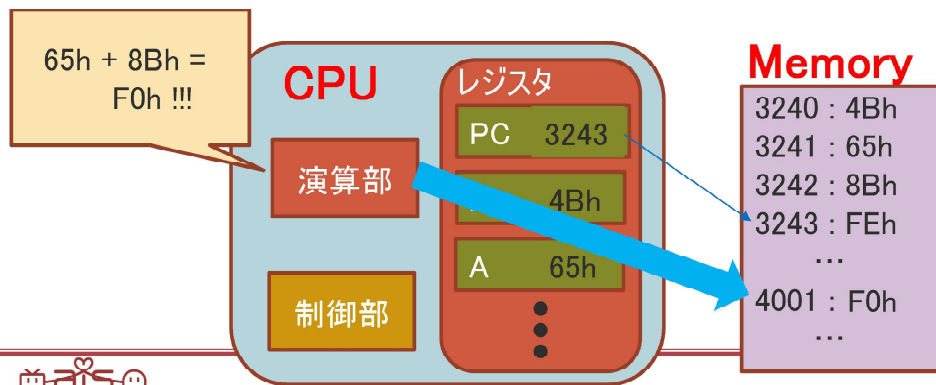 65h + 8Bh =
F0h !!!
CPU
演算部
制御部
レジスタ
PC 3243
4Bh
A 65h
Memory
3240 : 4Bh
3241 : 65h
3242 : 8Bh
3243 : FEh
…
4001 : F0h
…